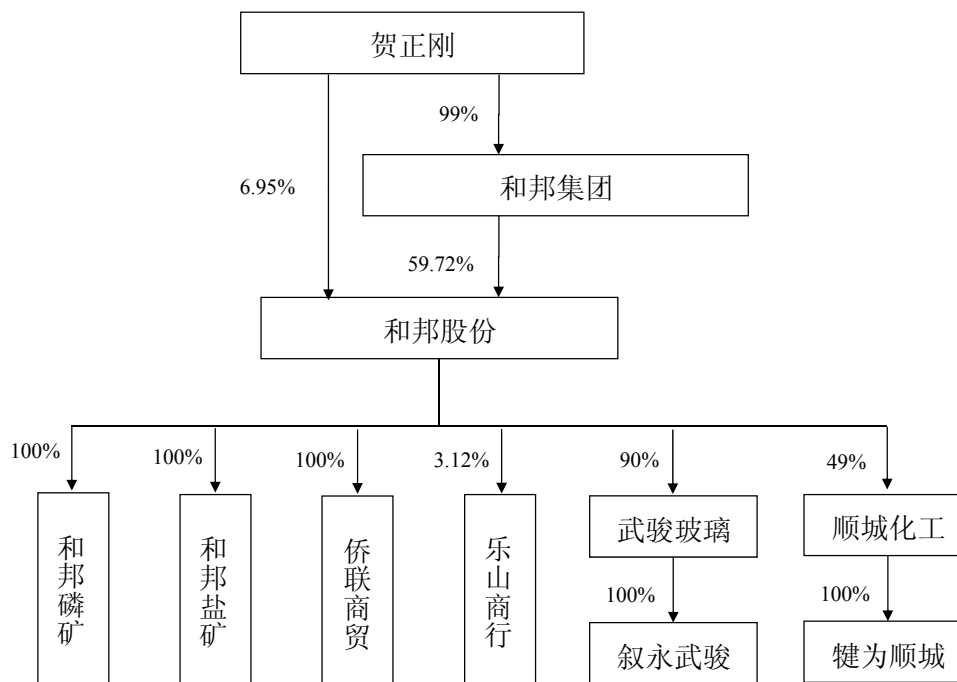 贺正刚
99%
6.95%
和邦集团
59.72%
和邦股份
100%
100%
100%
3.12%
90%
49%
和邦磷矿
和邦盐矿
侨联商贸
乐山商行
武骏玻璃
顺城化工
100%
100%
叙永武骏
犍为顺城